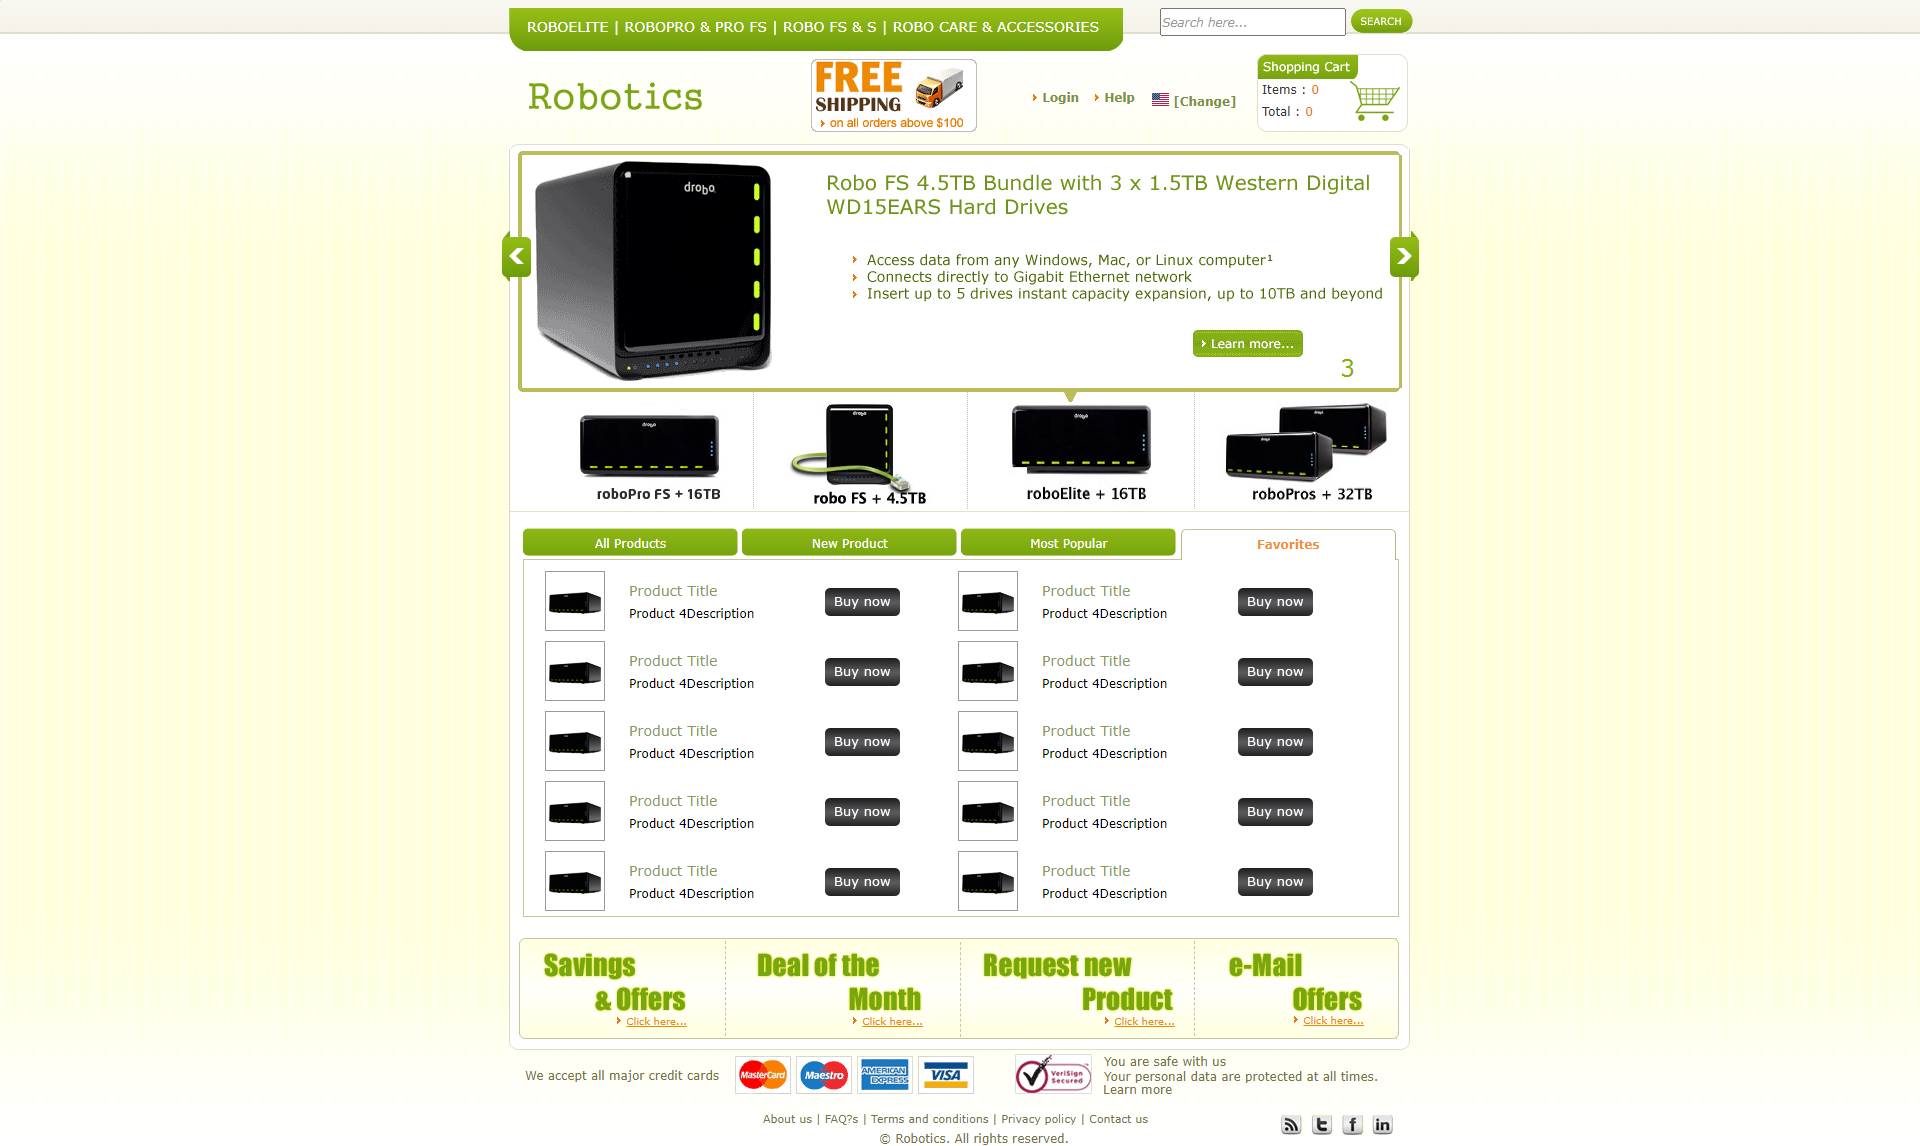 ROBOELITE | ROBOPRO & PRO FS | ROBO FS & S | ROBO CARE & ACCESSORIES
Search here...
SEARCH
Robotics
FREE
SHIPPING
on all orders above $100
Login
Help
[Change]
Shopping Cart
Items : 0
Total : 0
drobo
Robo FS 4.5TB Bundle with 3 x 1.5TB Western Digital
WD15EARS Hard Drives
Access data from any Windows, Mac, or Linux computer¹
Connects directly to Gigabit Ethernet network
Insert up to 5 drives instant capacity expansion, up to 10TB and beyond
Learn more...
3
drobo
roboPro FS + 16TB
drobo
robo FS + 4.5TB
drobo
roboElite + 16TB
drobo
drobo
roboPros + 32TB
All Products
New Product
Most Popular
Favorites
Product Title
Product 4Description
Buy now
Product Title
Product 4Description
Buy now
Product Title
Product 4Description
Buy now
Product Title
Product 4Description
Buy now
Product Title
Product 4Description
Buy now
Product Title
Product 4Description
Buy now
Product Title
Product 4Description
Buy now
Product Title
Product 4Description
Buy now
Product Title
Product 4Description
Buy now
Product Title
Product 4Description
Buy now
Savings
& Offers
Click here...
Deal of the
Month
Click here...
Request new
Product
Click here...
e-Mail
Offers
Click here...
We accept all major credit cards
MasterCard
Maestro
AMERICAN
EXPRESS
VISA
VeriSign
Secured
You are safe with us
Your personal data are protected at all times.
Learn more
About us | FAQ?s | Terms and conditions | Privacy policy | Contact us
© Robotics. All rights reserved.